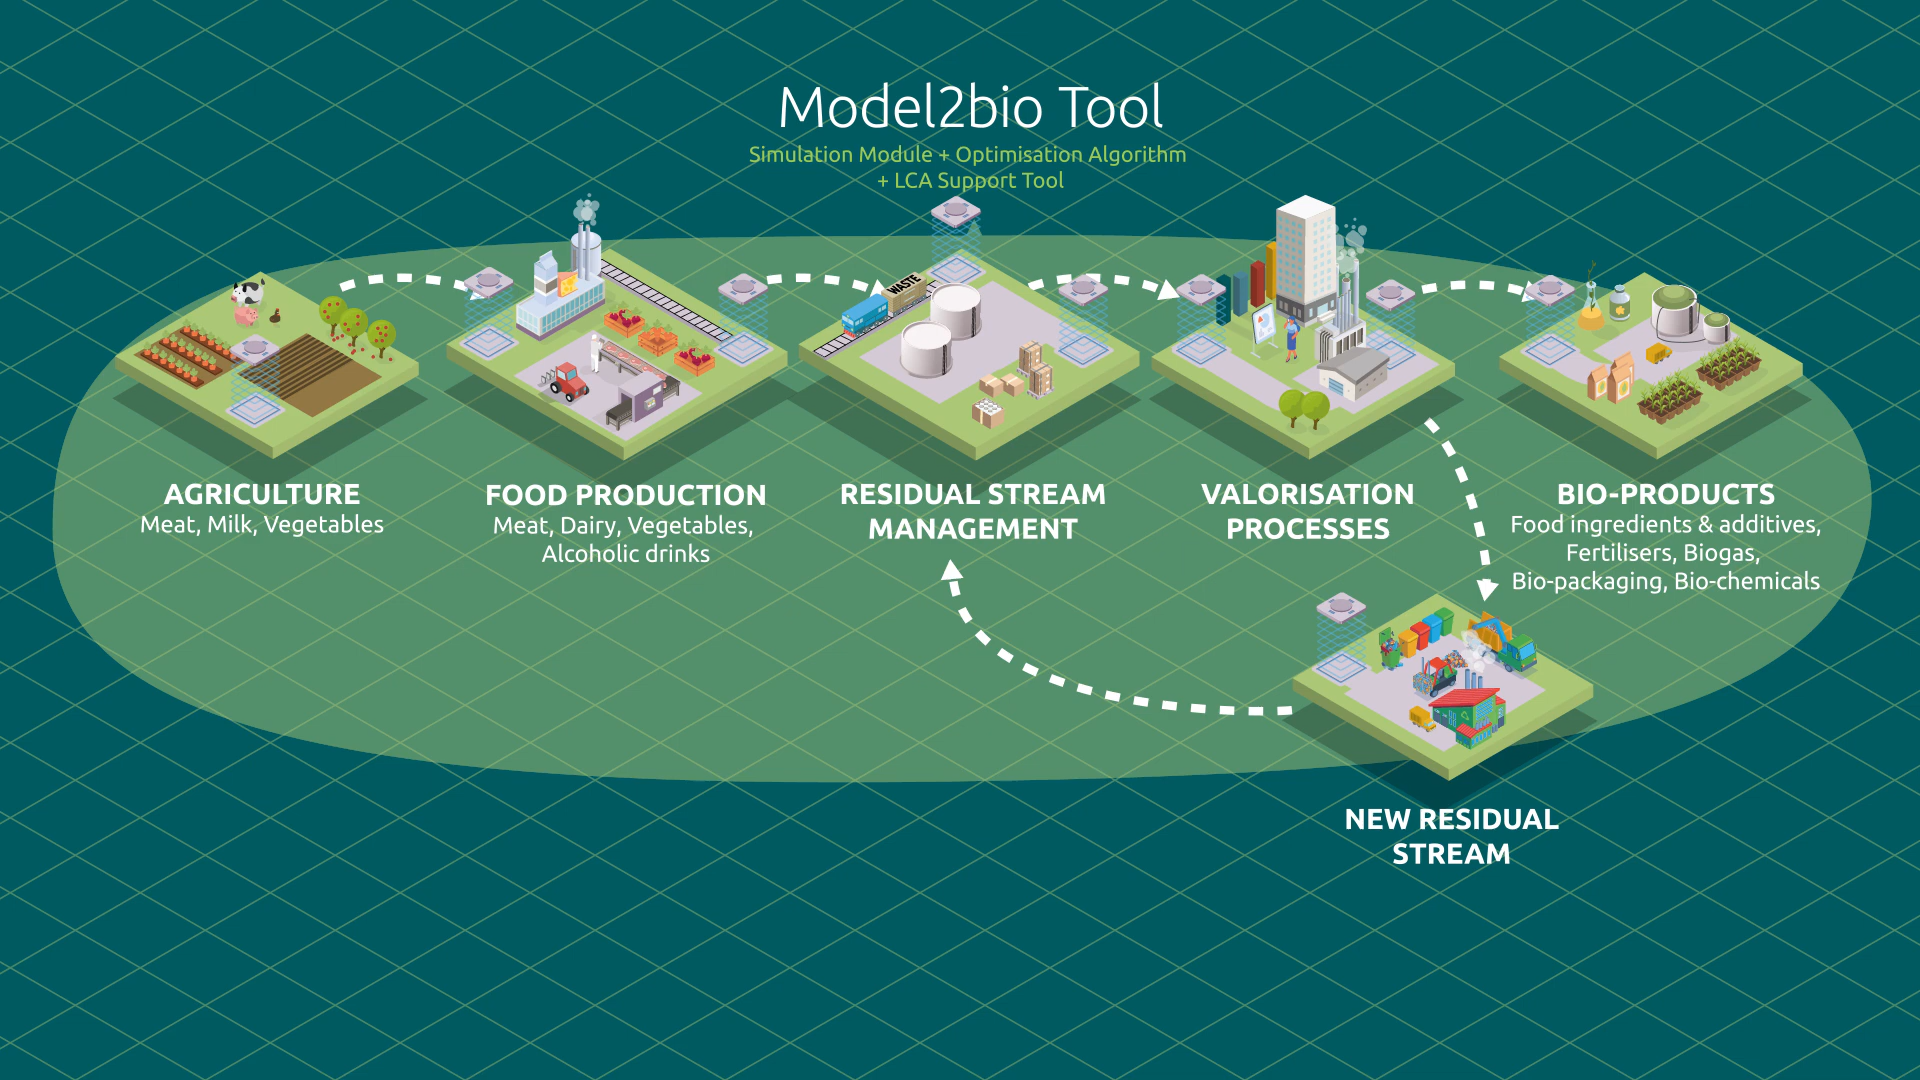 Model2bio Tool
Simulation Module + Optimisation Algorithm
+ LCA Support Tool
WASTE
AGRICULTURE
Meat, Milk, Vegetables
FOOD PRODUCTION
Meat, Dairy, Vegetables,
Alcoholic drinks
RESIDUAL STREAM
MANAGEMENT
VALORISATION
PROCESSES
BIO-PRODUCTS
Food ingredients & additives,
Fertilisers, Biogas,
Bio-packaging, Bio-chemicals
NEW RESIDUAL
STREAM